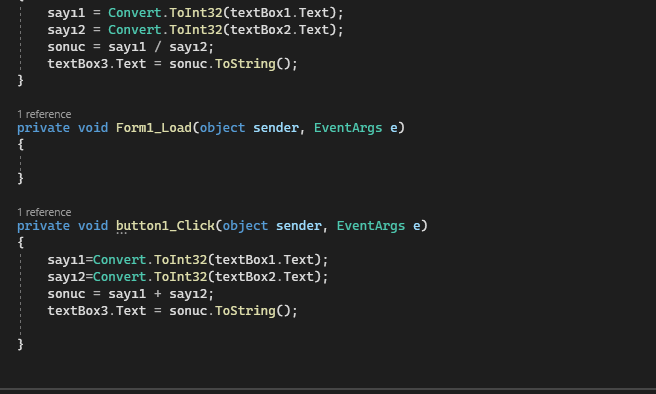 sayı1 = Convert.ToInt32(textBox1.Text);
sayı2 = Convert.ToInt32(textBox2.Text);
sonuc = sayı1 / sayı2;
textBox3.Text = sonuc.ToString();
}
1 reference
private void Form1_Load(object sender, EventArgs e)
{
}
1 reference
private void button1_Click(object sender, EventArgs e)
{
sayı1=Convert.ToInt32(textBox1.Text);
sayı2=Convert.ToInt32(textBox2.Text);
sonuc = sayı1 + sayı2;
textBox3.Text = sonuc.ToString();
}